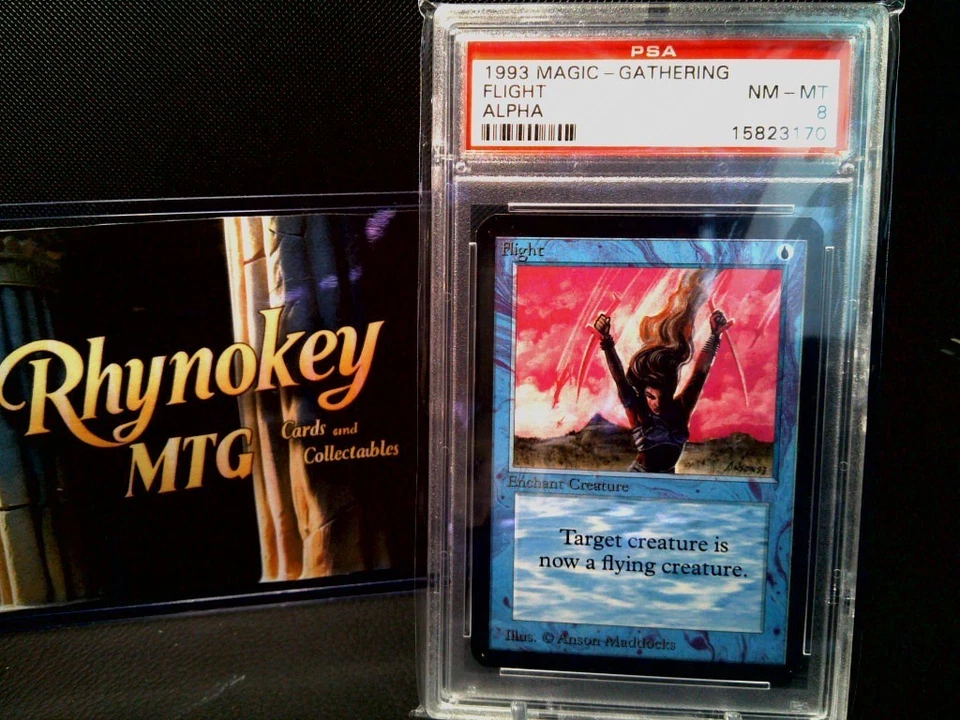 PSA
1993 MAGIC - GATHERING
FLIGHT NM - MT
ALPHA 8
15823170
Rhynokey
MTG
Cards and
Collectables
Flight
Enchant Creature
Target creature is
now a flying creature.
Illus. © Anson Maddocks